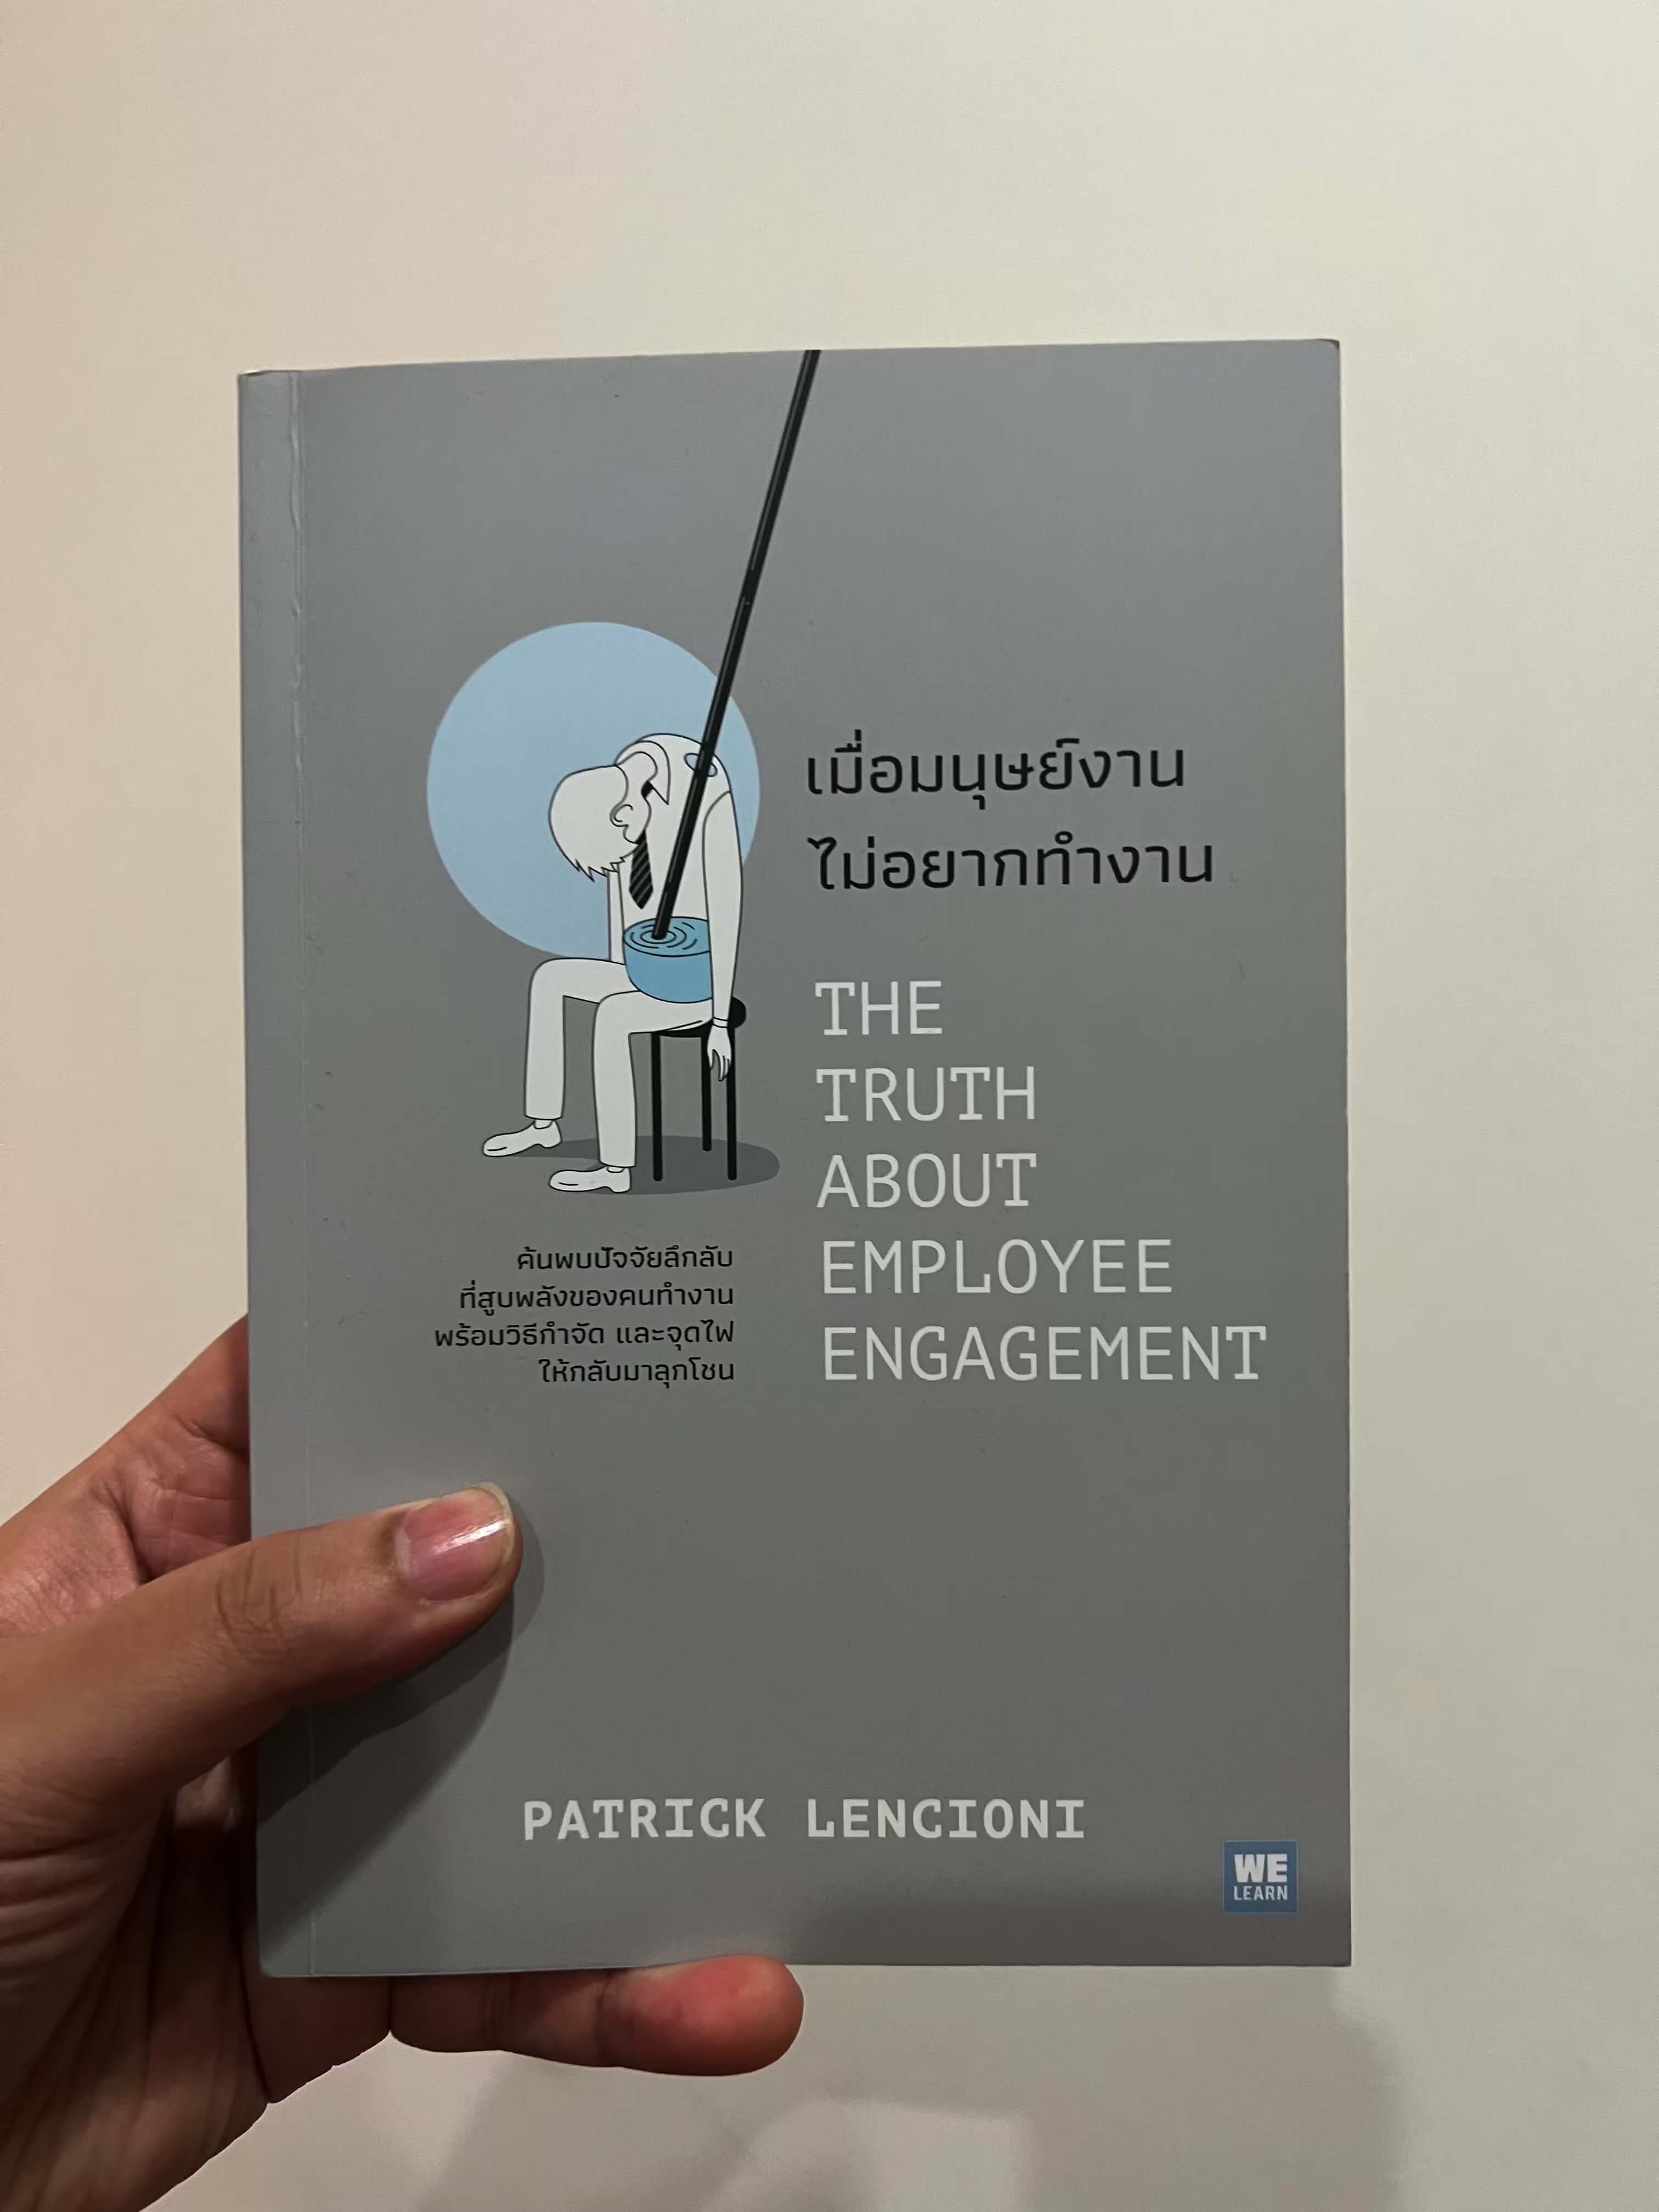 เมื่อมนุษย์งาน
ไม่อยากทำงาน
THE
TRUTH
ABOUT
EMPLOYEE
ENGAGEMENT
ค้นพบปัจจัยลึกลับ
ที่สูบพลังของคนทำงาน
พร้อมวิธีกำจัด และจุดไฟ
ให้กลับมาลุกโชน
PATRICK LENCIONI
WE
LEARN